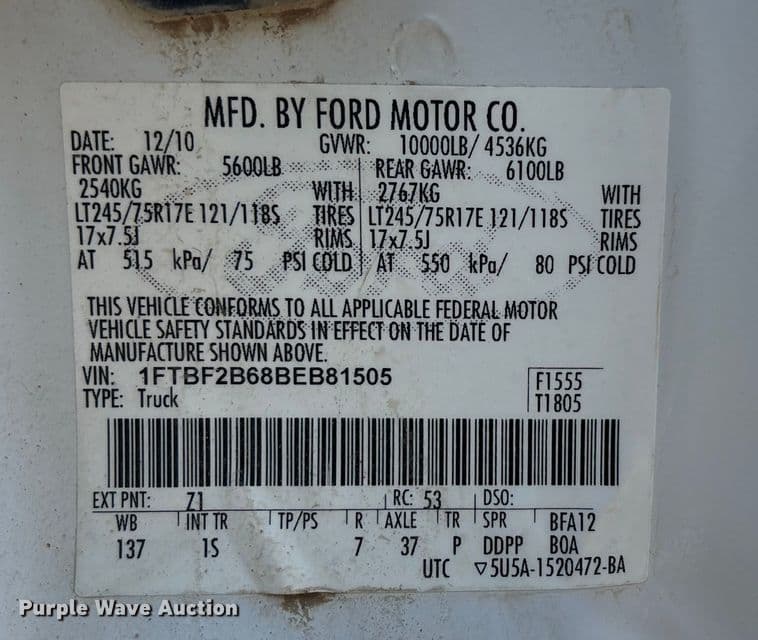 MFD. BY FORD MOTOR CO.
DATE: 12/10 GVWR: 10000LB/ 4536KG
FRONT GAWR: 5600LB REAR GAWR: 6100LB
2540KG WITH 2767KG WITH
LT245/75R17E 121/118S TIRES LT245/75R17E 121/118S TIRES
17x7.5J RIMS 17x7.5J RIMS
AT 515 kPa/ 75 PSI COLD AT 550 kPa/ 80 PSI COLD
THIS VEHICLE CONFORMS TO ALL APPLICABLE FEDERAL MOTOR
VEHICLE SAFETY STANDARDS IN EFFECT ON THE DATE OF
MANUFACTURE SHOWN ABOVE.
VIN: 1FTBF2B68BEB81505 F1555
TYPE: Truck T1805
EXT PNT: Z1 RC: 53 DSO:
WB INT TR TP/PS R AXLE TR SPR BFA12
137 1S 7 37 P DDPP BOA
UTC ▽5U5A-1520472-BA
Purple Wave Auction